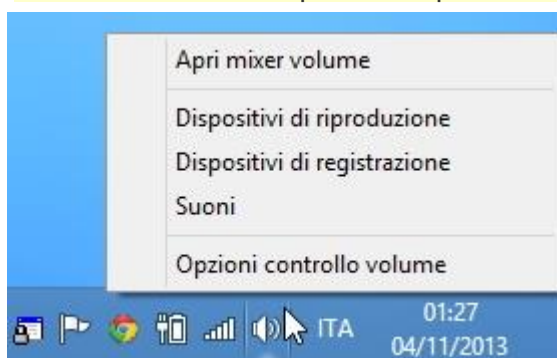 Apri mixer volume
Dispositivi di riproduzione
Dispositivi di registrazione
Suoni
Opzioni controllo volume
ITA
01:27
04/11/2013